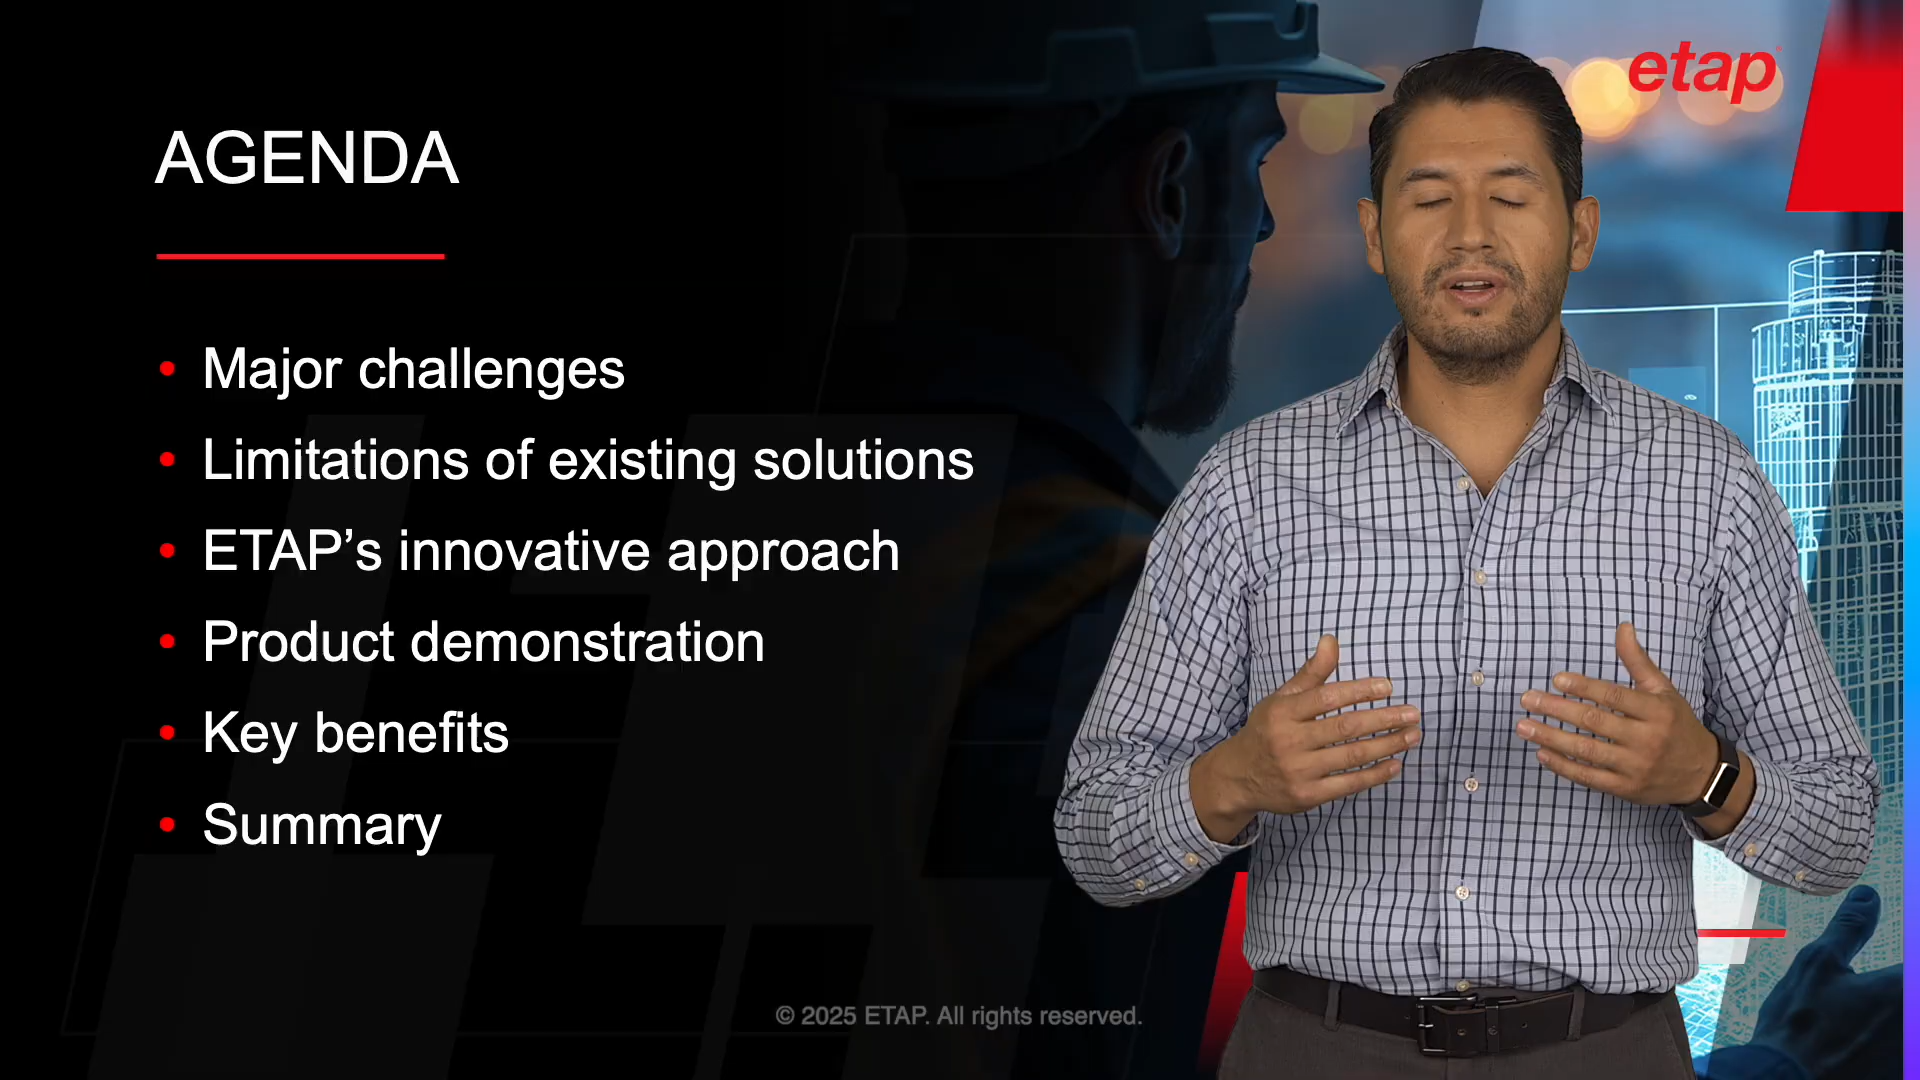 etap
AGENDA
• Major challenges
• Limitations of existing solutions
• ETAP’s innovative approach
• Product demonstration
• Key benefits
• Summary
© 2025 ETAP. All rights reserved.